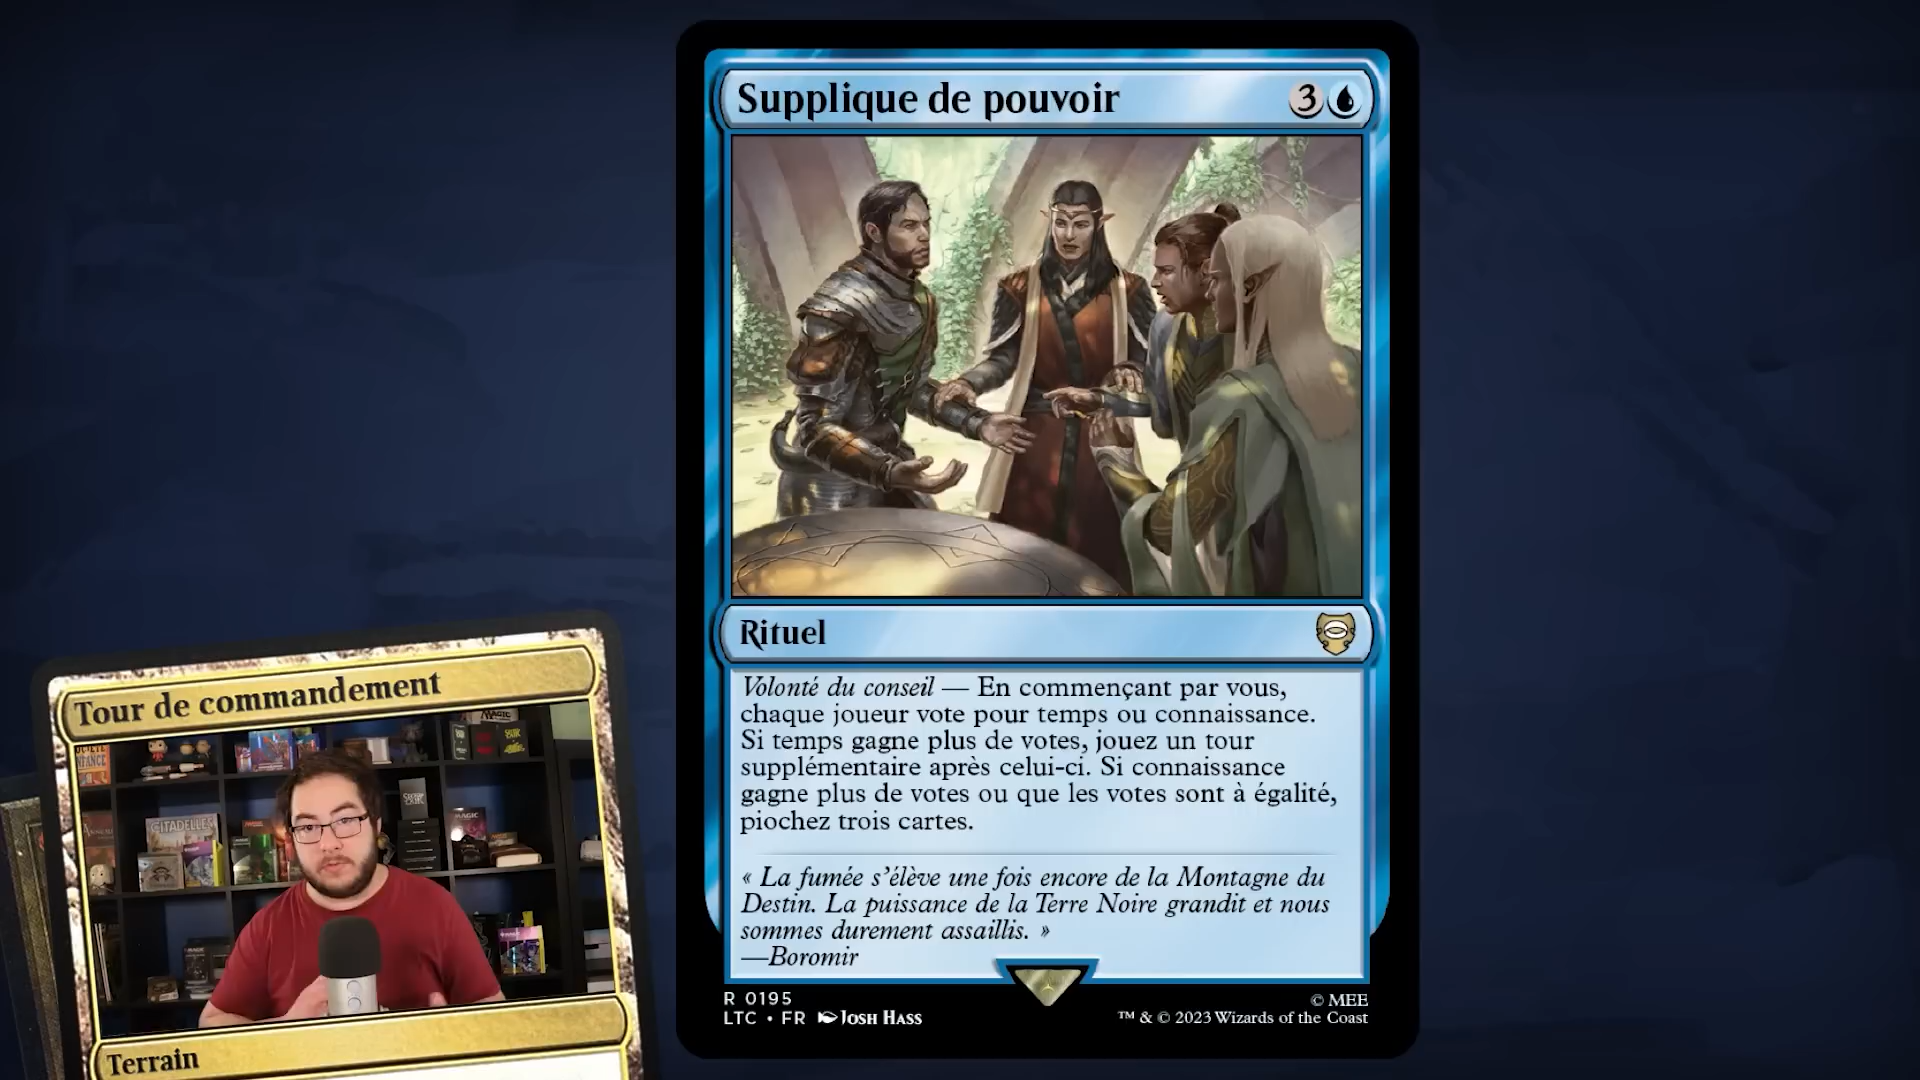 Supplique de pouvoir
3
Rituel
Volonté du conseil — En commençant par vous,
chaque joueur vote pour temps ou connaissance.
Si temps gagne plus de votes, jouez un tour
supplémentaire après celui-ci. Si connaissance
gagne plus de votes ou que les votes sont à égalité,
piochez trois cartes.
« La fumée s'élève une fois encore de la Montagne du
Destin. La puissance de la Terre Noire grandit et nous
sommes durement assaillis. »
—Boromir
R 0195
LTC • FR JOSH HASS
© MEE
™ & © 2023 Wizards of the Coast
Tour de commandement
MAGIC
CITADELLES
MAGIC
Terrain